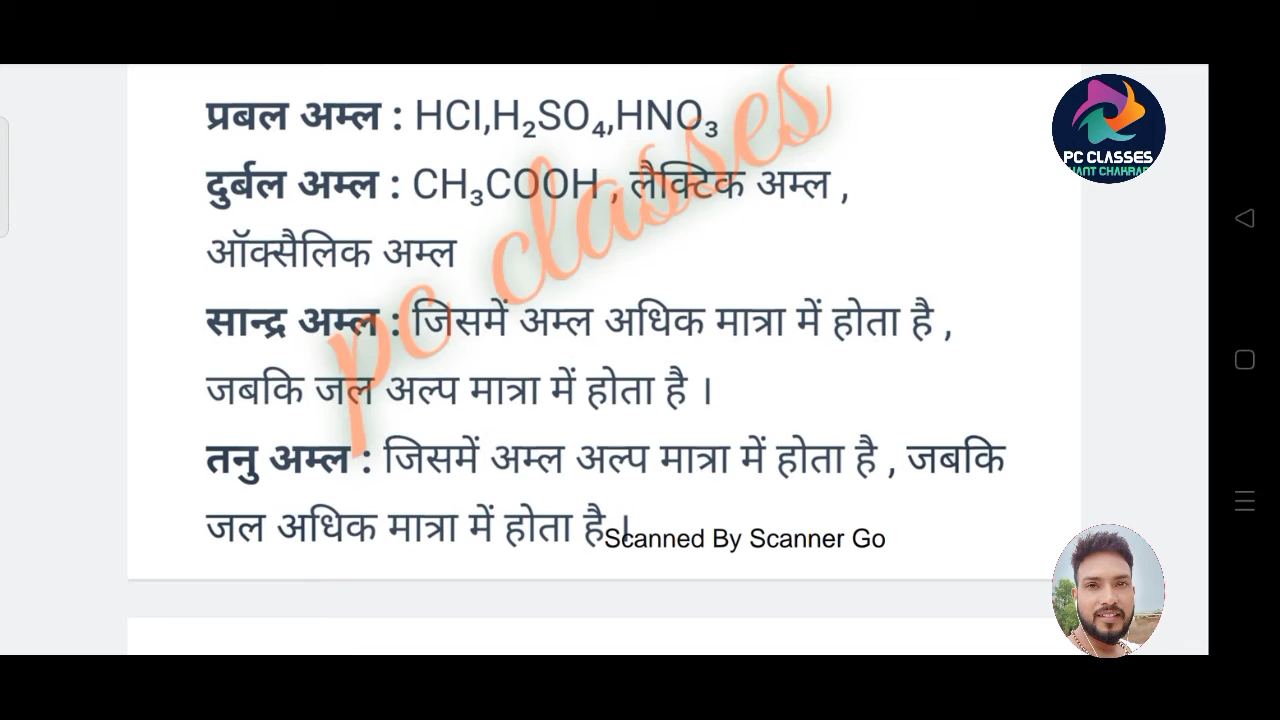 प्रबल अम्ल : HCl,H₂SO₄,HNO₃
दुर्बल अम्ल : CH₃COOH , लैक्टिक अम्ल ,
ऑक्सैलिक अम्ल
सान्द्र अम्ल : जिसमें अम्ल अधिक मात्रा में होता है ,
जबकि जल अल्प मात्रा में होता है ।
तनु अम्ल : जिसमें अम्ल अल्प मात्रा में होता है , जबकि
जल अधिक मात्रा में होता है ।
Scanned By Scanner Go
pc classes
PC CLASSES